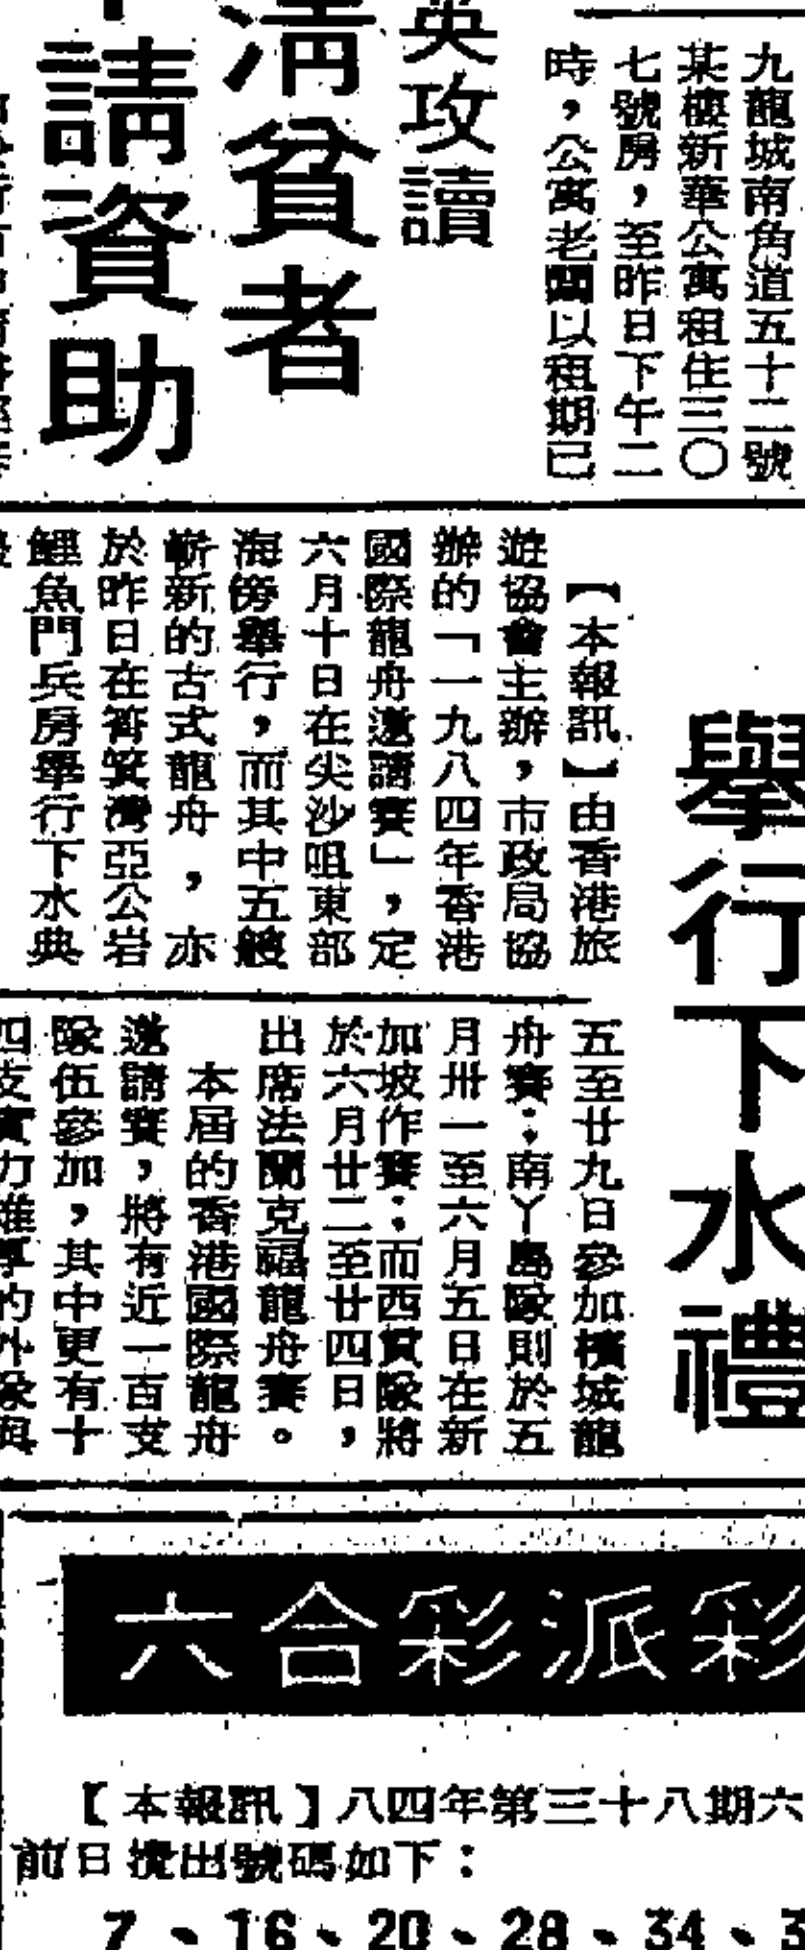 九龍城南角道五十二號
某樓新華公寓租住三〇
七號房，至昨日下午二
時，公寓老闆以租期已
英攻讀
清貧者
請資助
舉行下水禮
【本報訊】由香港旅
遊協會主辦，市政局協
辦的「一九八四年香港
國際龍舟邀請賽」，定
六月十日在尖沙咀東部
海傍舉行，而其中五艘
嶄新的古式龍舟，亦
於昨日在筲箕灣亞公岩
鯉魚門兵房舉行下水典
五至廿九日參加檳城龍
舟賽；南丫島隊則於五
月卅一至六月五日在新
加坡作賽；而西貢隊將
於六月廿二至廿四日，
出席法蘭克福龍舟賽。
本屆的香港國際龍舟
邀請賽，將有近一百支
隊伍參加，其中更有十
四支實力雄厚的外隊與
六合彩派彩
【本報訊】八四年第三十八期六
前日攪出號碼如下：
7、16、20、28、34、3